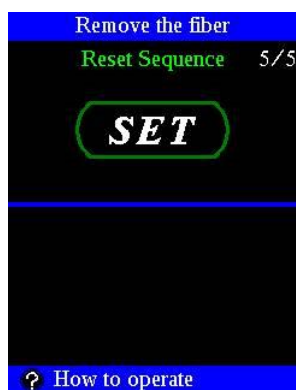 Remove the fiber
Reset Sequence 5/5
SET
? How to operate